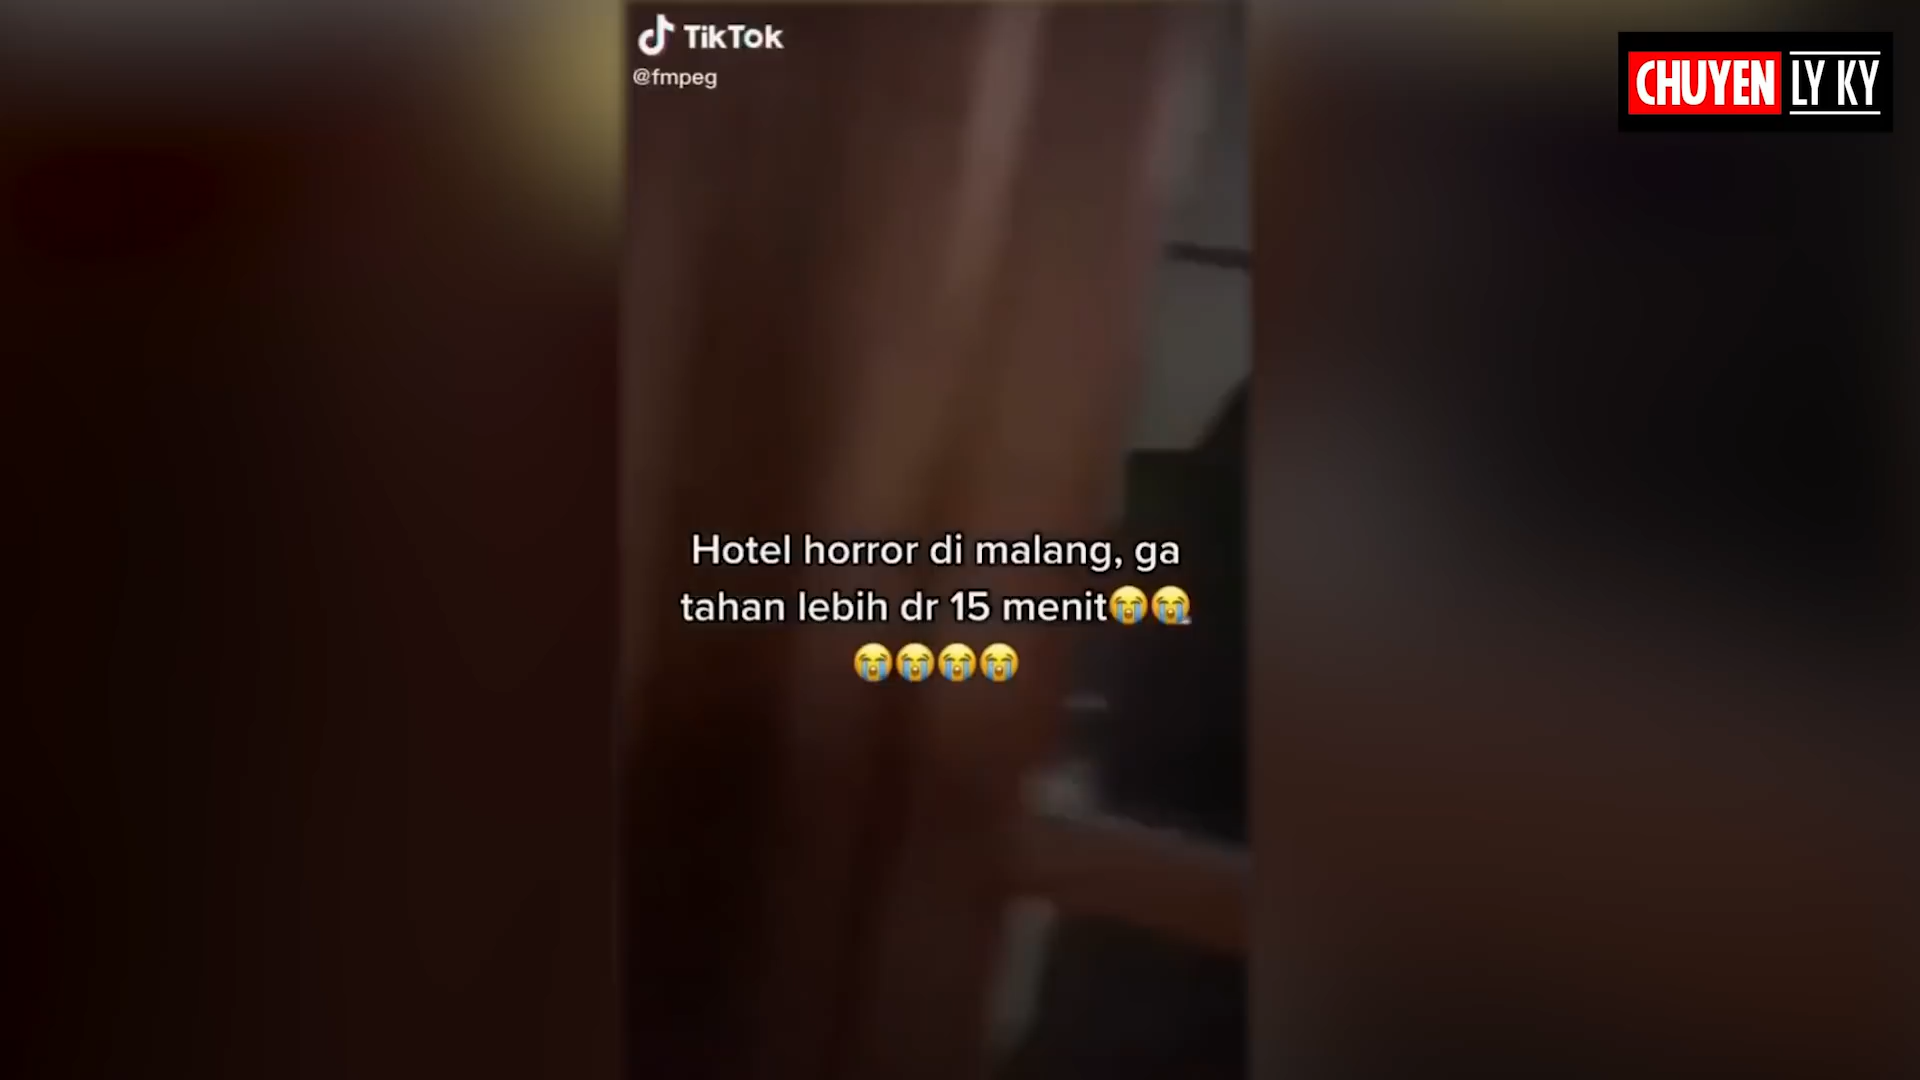 TikTok
@fmpeg
CHUYEN LY KY
Hotel horror di malang, ga
tahan lebih dr 15 menit😭😭
😭😭😭😭